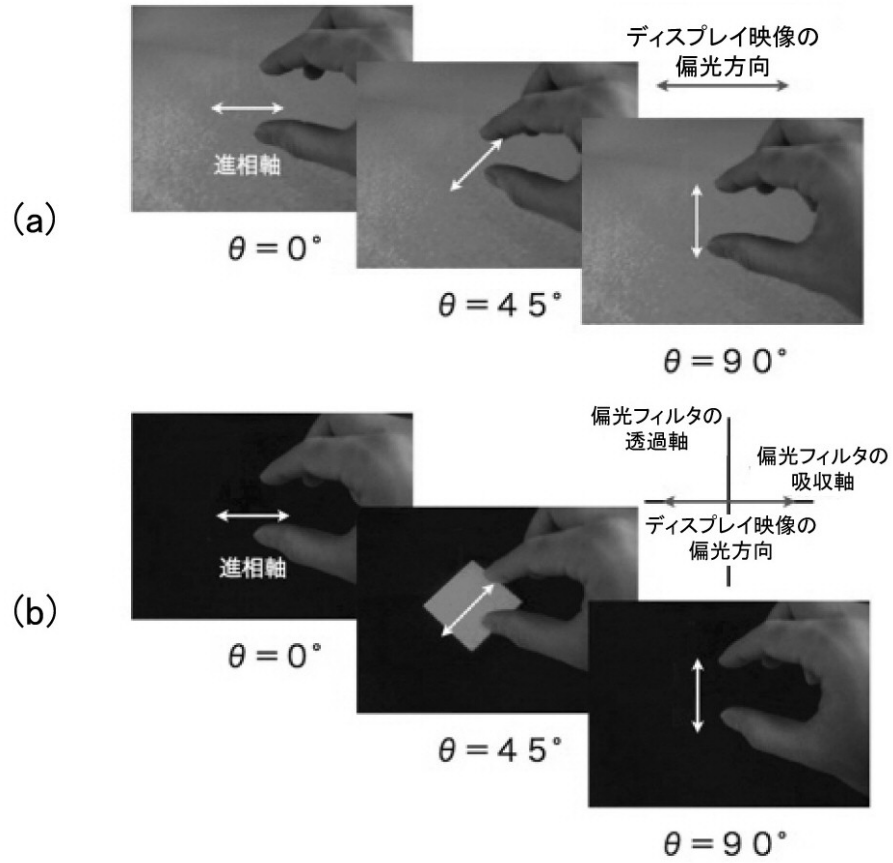 (a)
進相軸
θ＝0°
θ＝４５°
θ＝９０°
ディスプレイ映像の
偏光方向
(b)
進相軸
θ＝0°
θ＝４５°
θ＝９０°
偏光フィルタの
透過軸
偏光フィルタの
吸収軸
ディスプレイ映像の
偏光方向